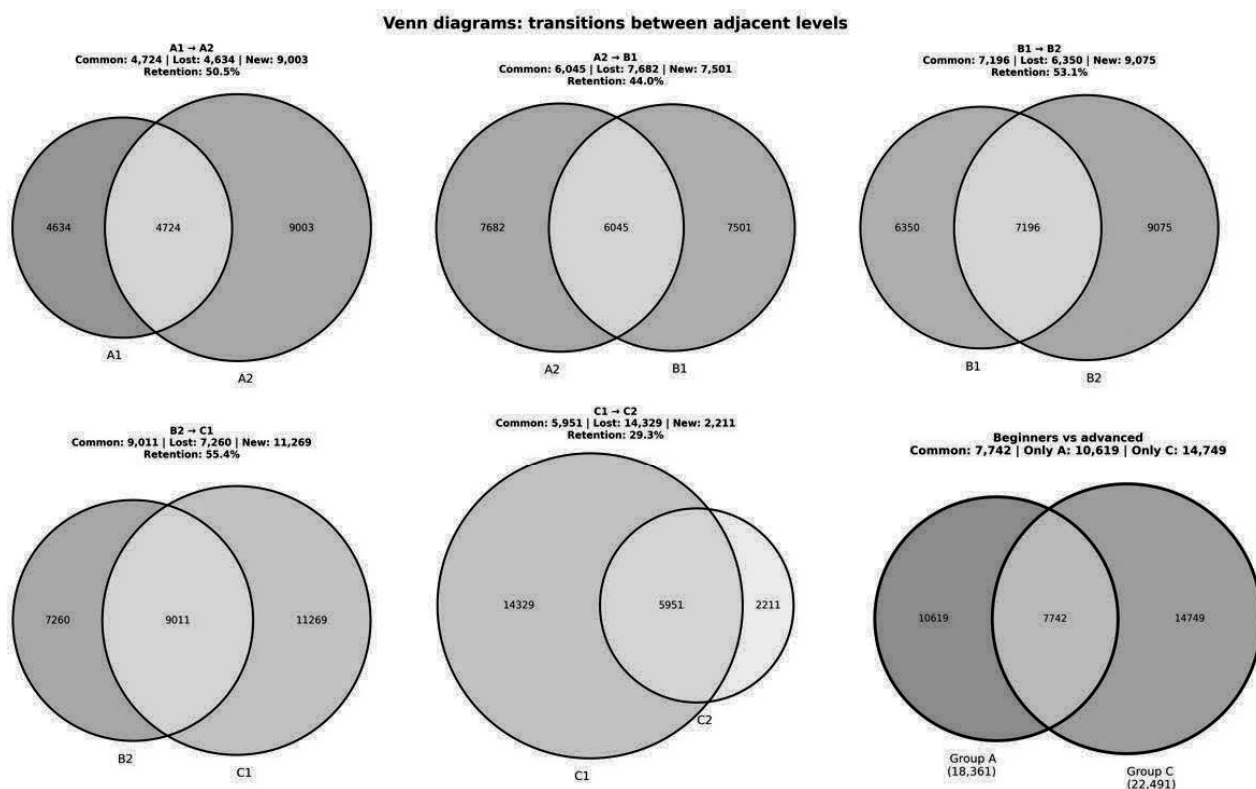 Venn diagrams: transitions between adjacent levels
A1 → A2
Common: 4,724 | Lost: 4,634 | New: 9,003
Retention: 50.5%
4634
4724
9003
A1
A2
A2 → B1
Common: 6,045 | Lost: 7,682 | New: 7,501
Retention: 44.0%
7682
6045
7501
A2
B1
B1 → B2
Common: 7,196 | Lost: 6,350 | New: 9,075
Retention: 53.1%
6350
7196
9075
B1
B2
B2 → C1
Common: 9,011 | Lost: 7,260 | New: 11,269
Retention: 55.4%
7260
9011
11269
B2
C1
C1 → C2
Common: 5,951 | Lost: 14,329 | New: 2,211
Retention: 29.3%
14329
5951
2211
C2
C1
Beginners vs advanced
Common: 7,742 | Only A: 10,619 | Only C: 14,749
10619
7742
14749
Group A
(18,361)
Group C
(22,491)